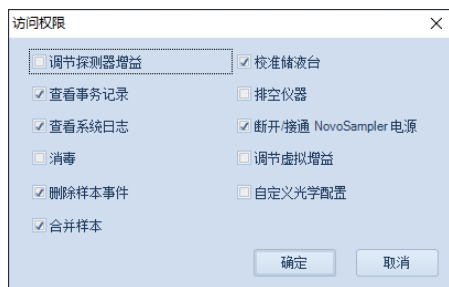 访问权限
调节探测器增益
校准储液台
查看事务记录
排空仪器
查看系统日志
断开/接通 NovoSampler 电源
消毒
调节虚拟增益
删除样本事件
自定义光学配置
合并样本
确定
取消